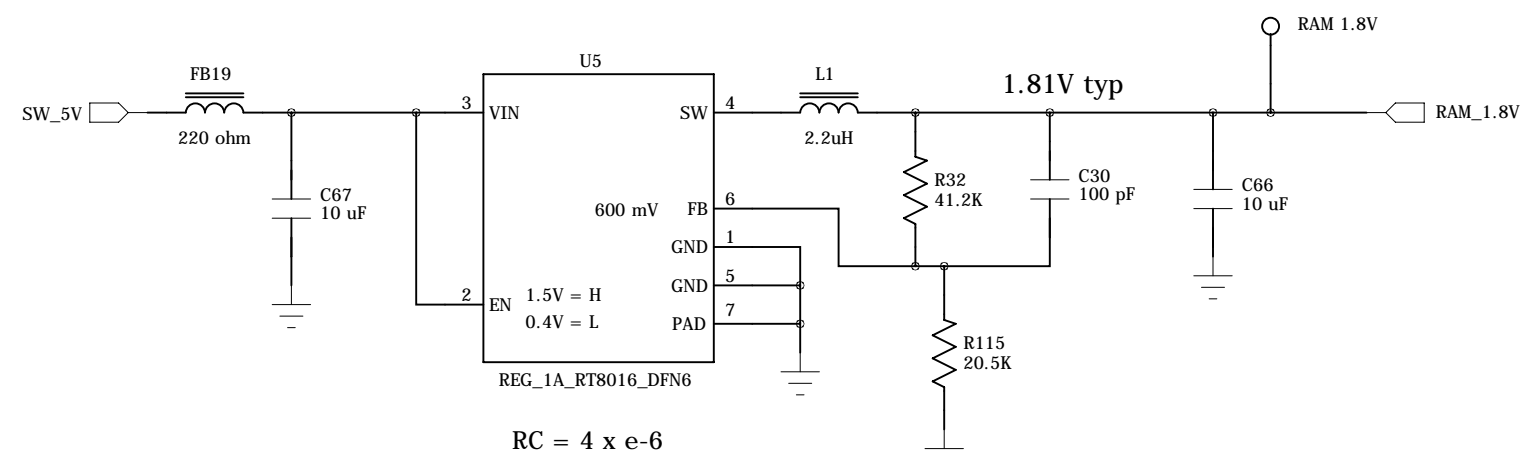 RAM 1.8V
U5
FB19
L1
1.81V typ
SW_5V
3
VIN
SW
4
RAM_1.8V
220 ohm
2.2uH
C67
10 uF
R32
41.2K
C30
100 pF
C66
10 uF
600 mV
FB
6
GND
1
GND
5
2
EN
1.5V = H
0.4V = L
PAD
7
R115
20.5K
REG_1A_RT8016_DFN6
RC = 4 x e-6